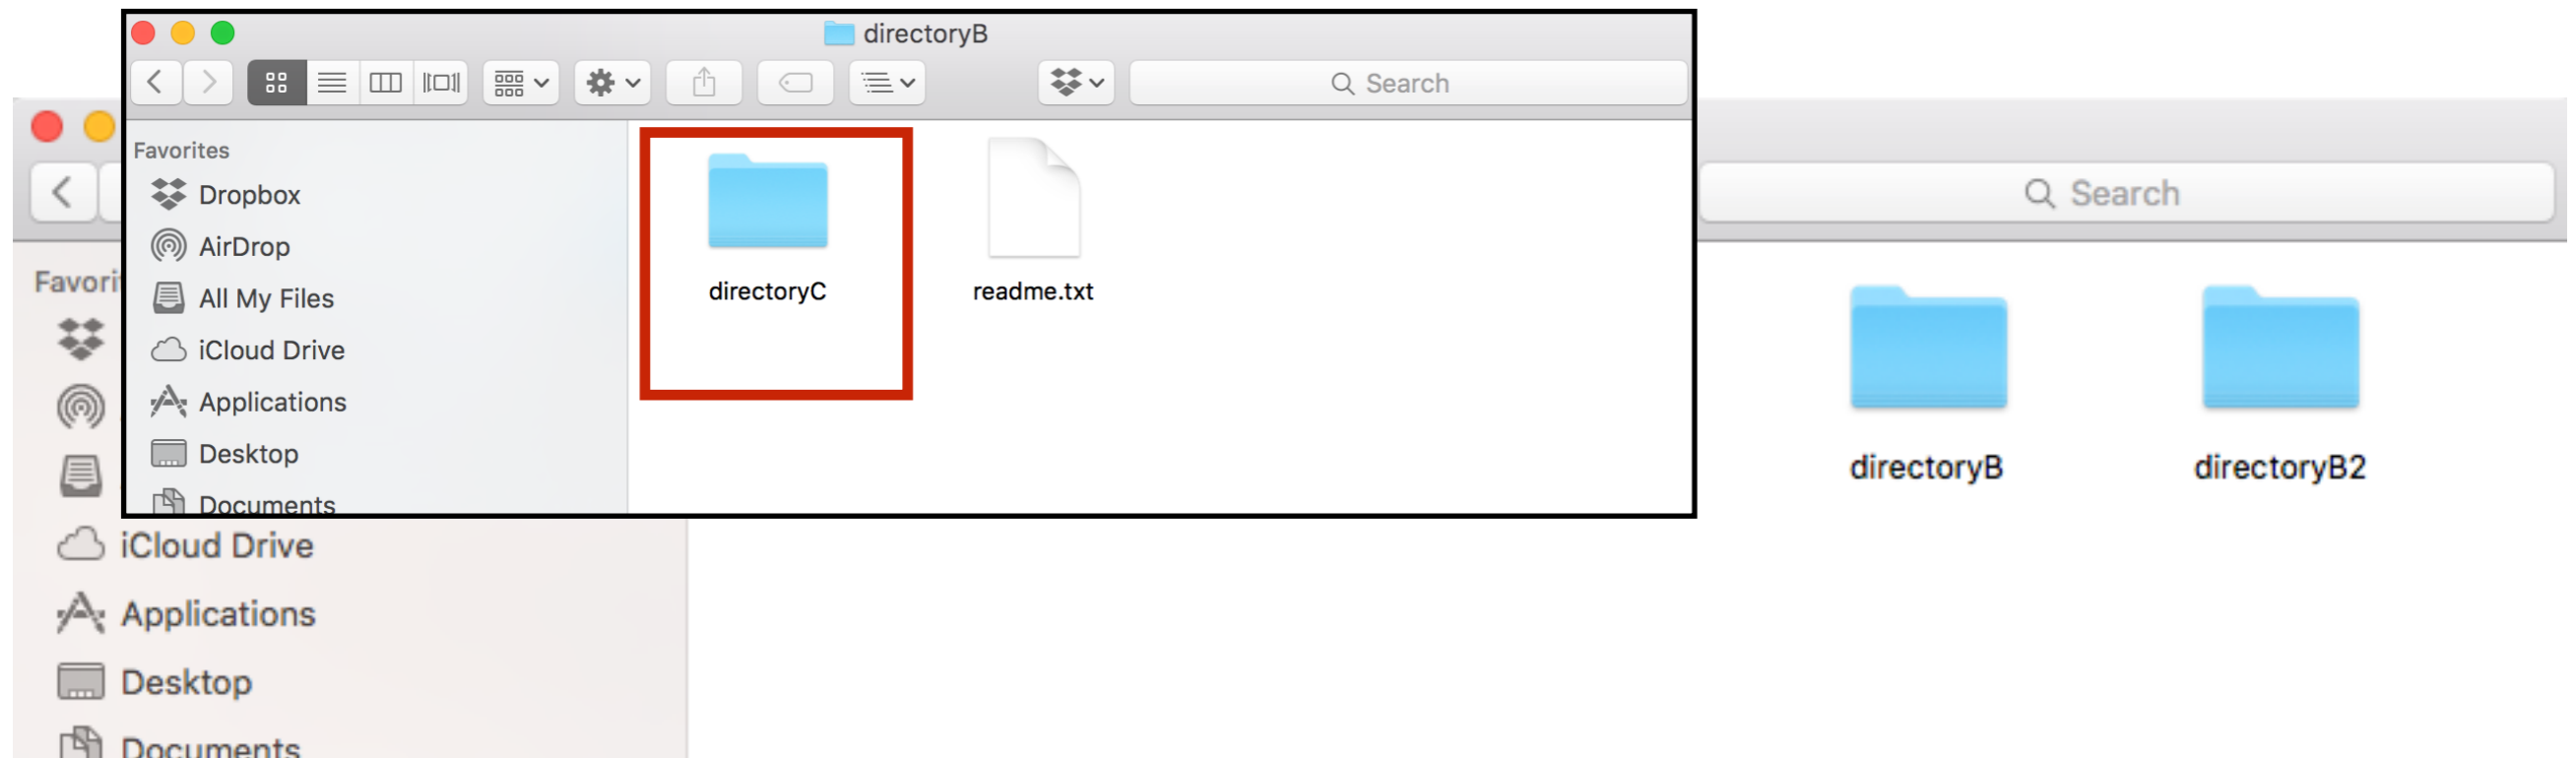 directoryB
Search
Favorites
Dropbox
AirDrop
All My Files
iCloud Drive
Applications
Desktop
Documents
directoryC
readme.txt
Search
Favori
iCloud Drive
Applications
Desktop
Documents
directoryB
directoryB2